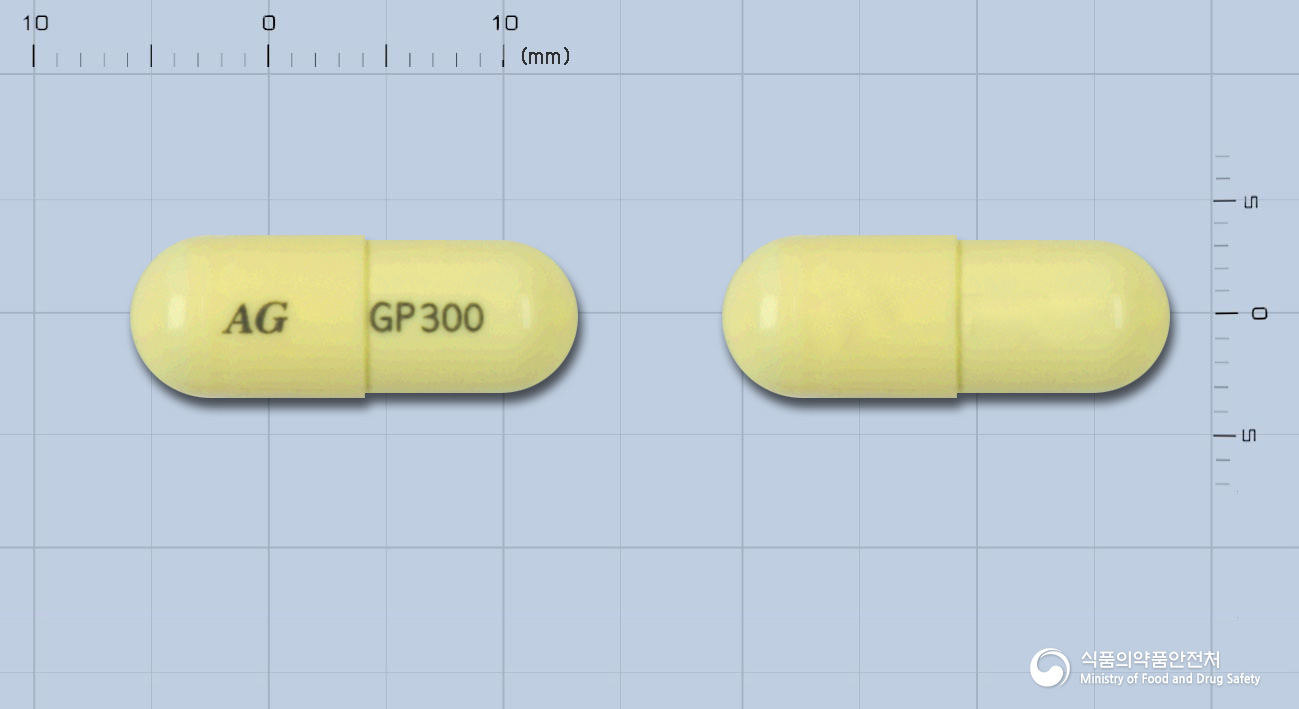 10 0 10 (mm)
5
AG GP300
0
5
식품의약품안전처
Ministry of Food and Drug Safety